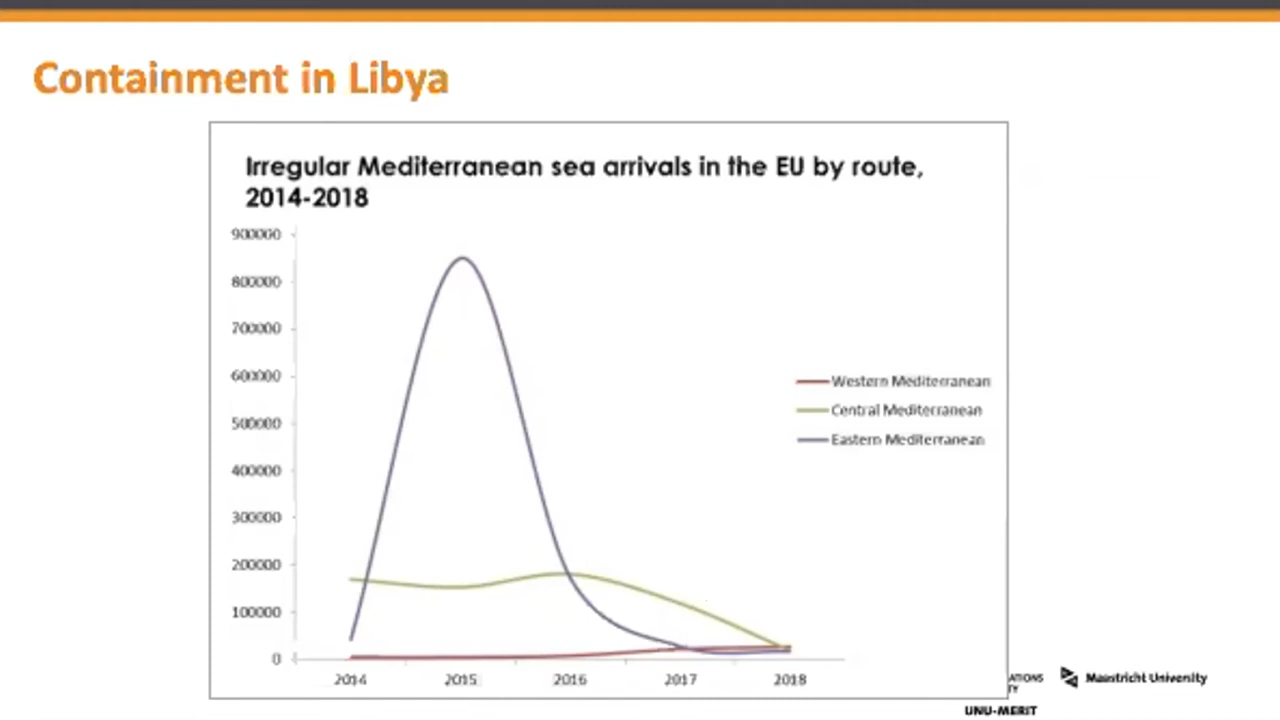 Containment in Libya
Irregular Mediterranean sea arrivals in the EU by route,
2014-2018
900000
800000
700000
600000
500000
400000
300000
200000
100000
0
2014 2015 2016 2017 2018
Western Mediterranean
Central Mediterranean
Eastern Mediterranean
ATIONS
TY
UNU-MERIT
Maastricht University